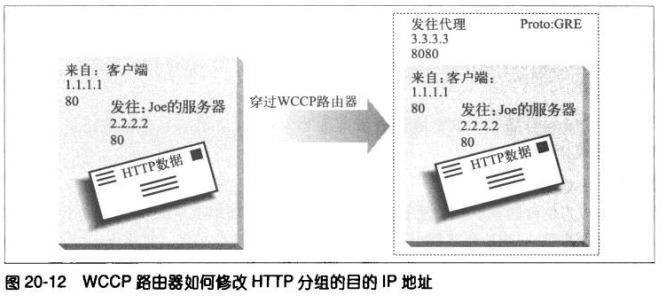 来自：客户端
1.1.1.1
80
发往：Joe的服务器
2.2.2.2
80
HTTP数据
穿过WCCP路由器
发往代理 Proto:GRE
3.3.3.3
8080
来自：客户端：
1.1.1.1
80
发往：Joe的服务器
2.2.2.2
80
HTTP数据
图 20-12 WCCP 路由器如何修改 HTTP 分组的目的 IP 地址